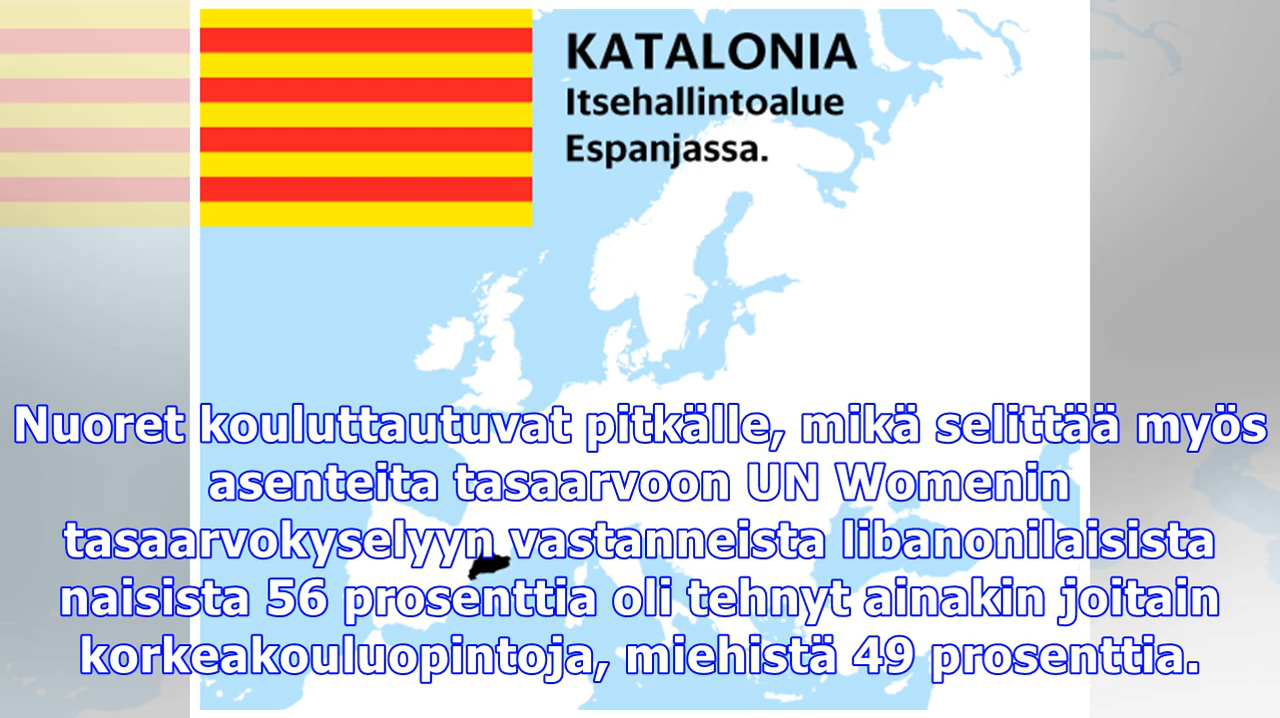 KATALONIA
Itsehallintoalue
Espanjassa.
Nuoret kouluttautuvat pitkälle, mikä selittää myös
asenteita tasaarvoon UN Womenin
tasaarvokyselyyn vastanneista libanonilaisista
naisista 56 prosenttia oli tehnyt ainakin joitain
korkeakouluopintoja, miehistä 49 prosenttia.